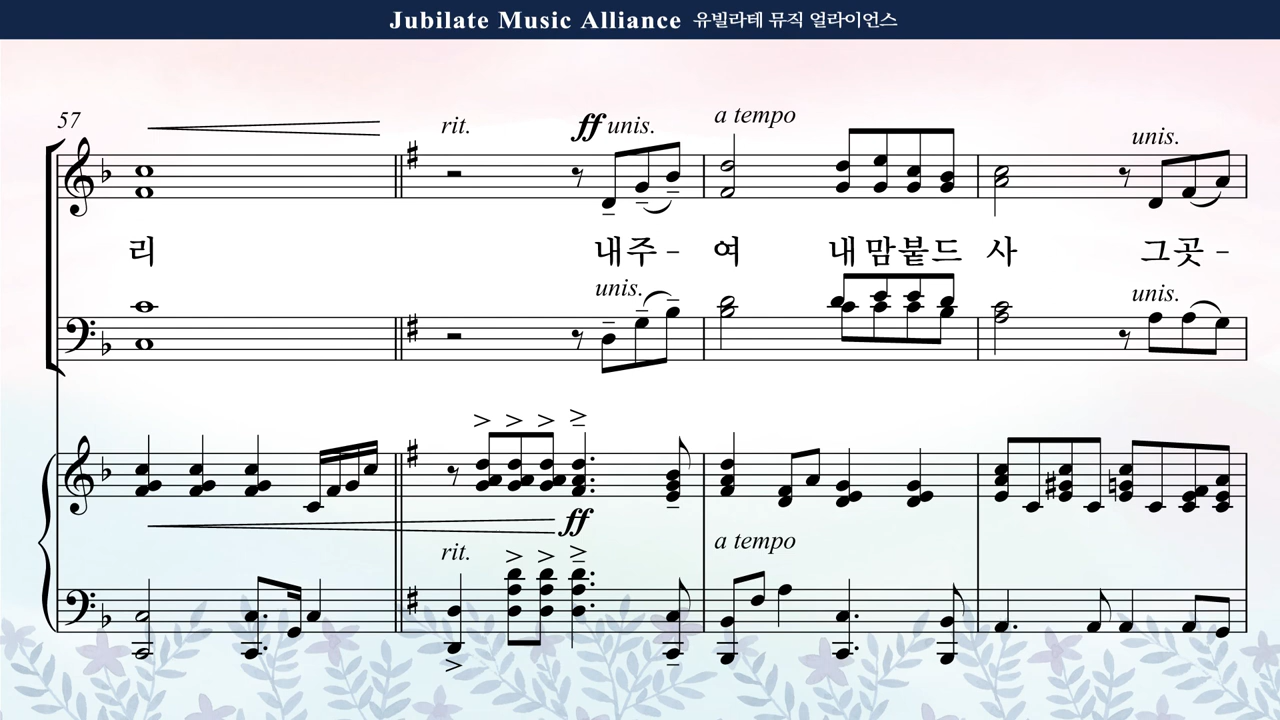 Jubilate Music Alliance 유빌라테 뮤직 얼라이언스
57
rit. ff unis. a tempo unis.
리 내주 - 여 내 맘붙드 사 그곳 -
unis. unis.
ff
rit. a tempo